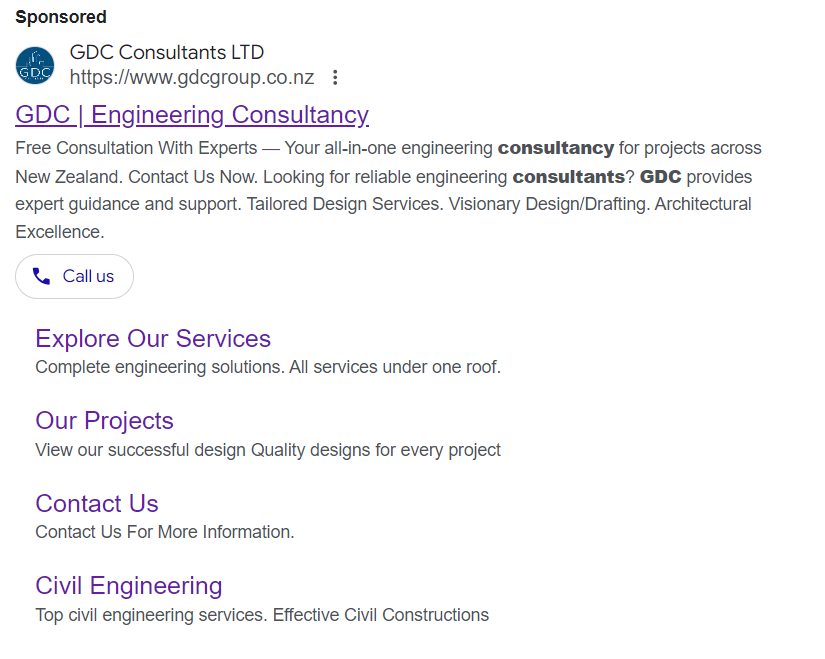 Sponsored
GDC
GDC Consultants LTD
https://www.gdcgroup.co.nz
GDC | Engineering Consultancy
Free Consultation With Experts — Your all-in-one engineering consultancy for projects across
New Zealand. Contact Us Now. Looking for reliable engineering consultants? GDC provides
expert guidance and support. Tailored Design Services. Visionary Design/Drafting. Architectural
Excellence.
Call us
Explore Our Services
Complete engineering solutions. All services under one roof.
Our Projects
View our successful design Quality designs for every project
Contact Us
Contact Us For More Information.
Civil Engineering
Top civil engineering services. Effective Civil Constructions